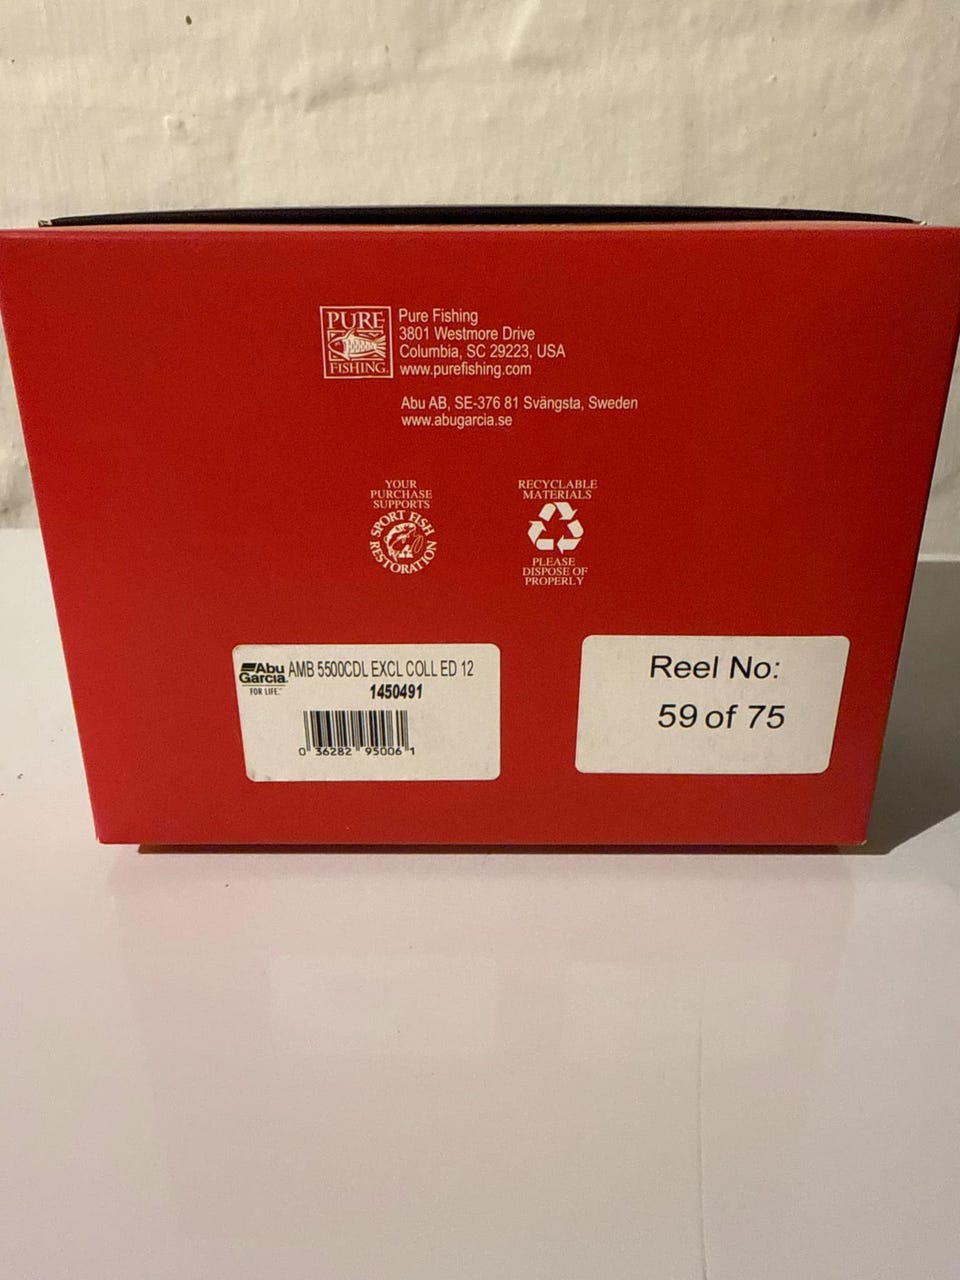 PURE
FISHING
Pure Fishing
3801 Westmore Drive
Columbia, SC 29223, USA
www.purefishing.com
Abu AB, SE-376 81 Svängsta, Sweden
www.abugarcia.se
YOUR
PURCHASE
SUPPORTS
SPORT FISH
RESTORATION
RECYCLABLE
MATERIALS
PLEASE
DISPOSE OF
PROPERLY
Abu
Garcia
FOR LIFE.
AMB 5500CDL EXCL COLL ED 12
1450491
0 36282 95006 1
Reel No:
59 of 75